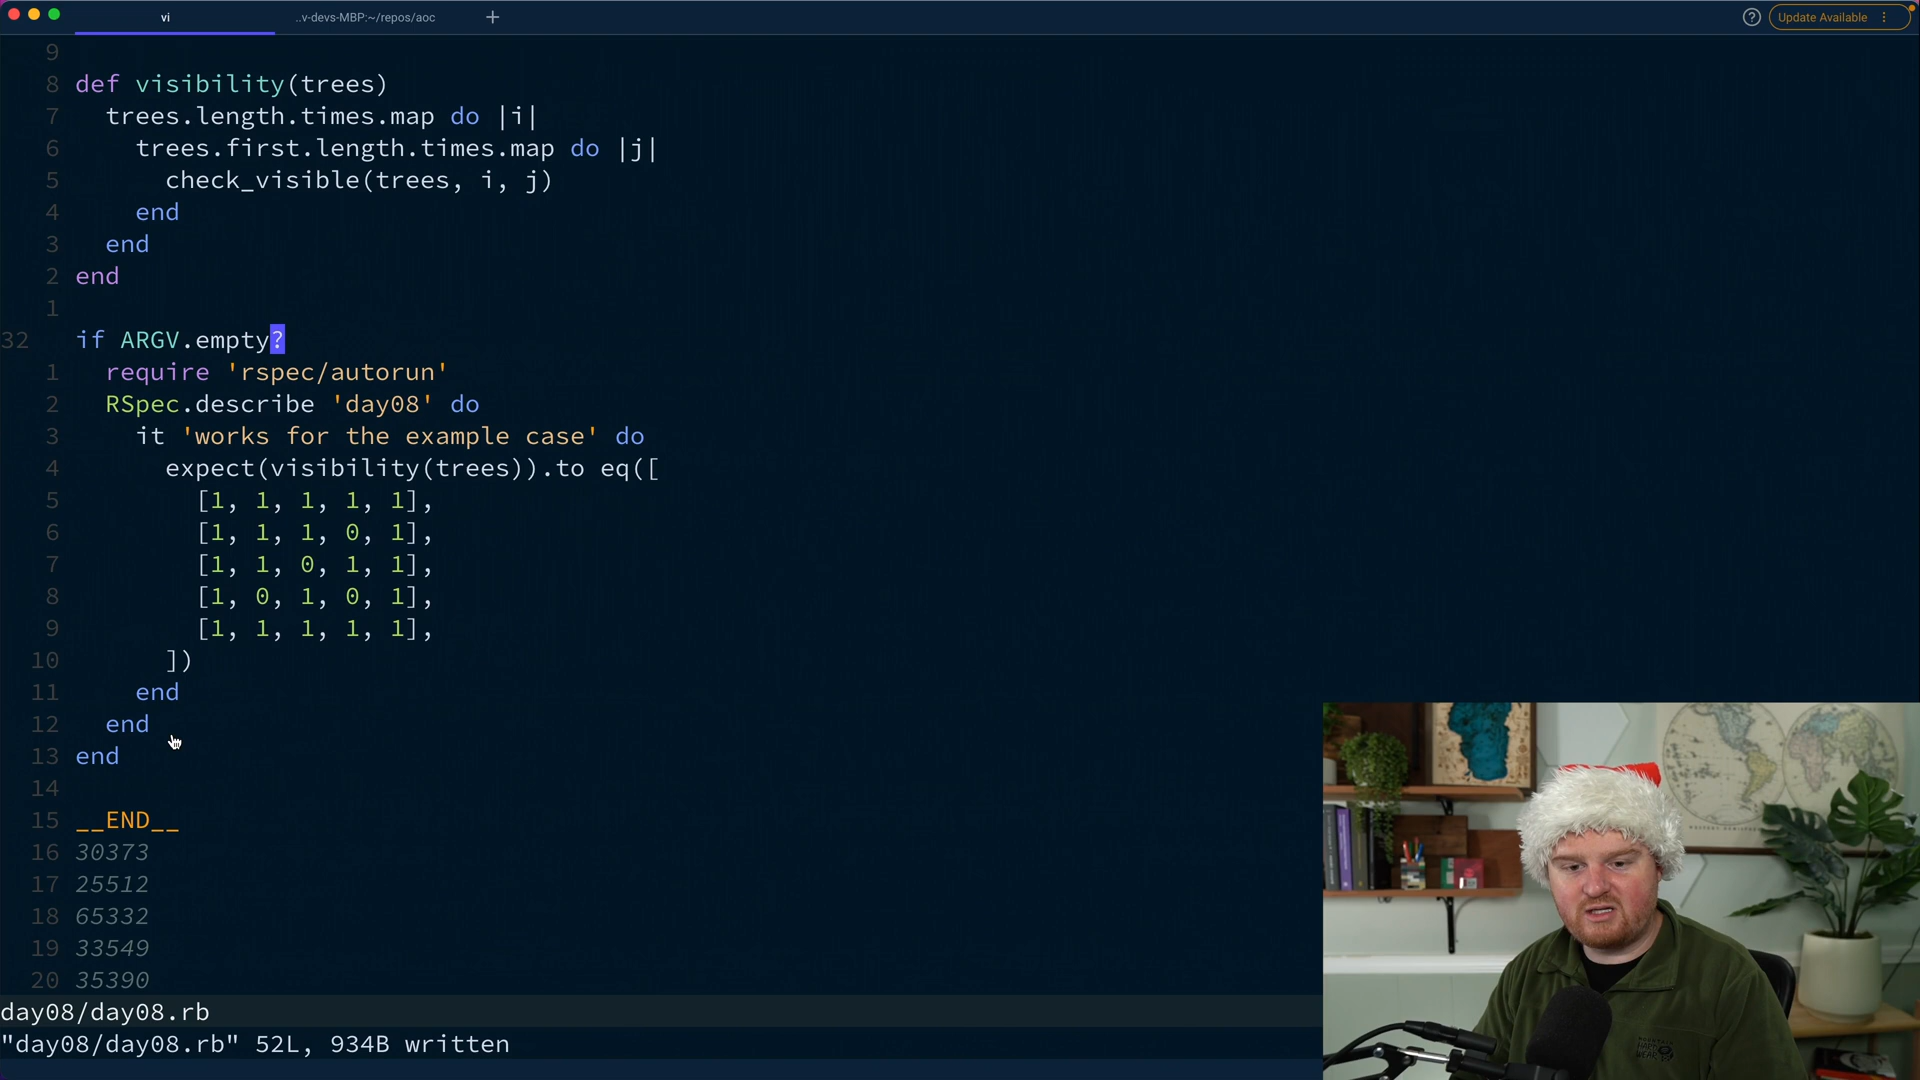 vi
..v-devs-MBP:~/repos/aoc
Update Available
9
8 def visibility(trees)
7 trees.length.times.map do |i|
6 trees.first.length.times.map do |j|
5 check_visible(trees, i, j)
4 end
3 end
2 end
1
32 if ARGV.empty?
1 require 'rspec/autorun'
2 RSpec.describe 'day08' do
3 it 'works for the example case' do
4 expect(visibility(trees)).to eq([
5 [1, 1, 1, 1, 1],
6 [1, 1, 1, 0, 1],
7 [1, 1, 0, 1, 1],
8 [1, 0, 1, 0, 1],
9 [1, 1, 1, 1, 1],
10 ])
11 end
12 end
13 end
14
15 __END__
16 30373
17 25512
18 65332
19 33549
20 35390
day08/day08.rb
"day08/day08.rb" 52L, 934B written